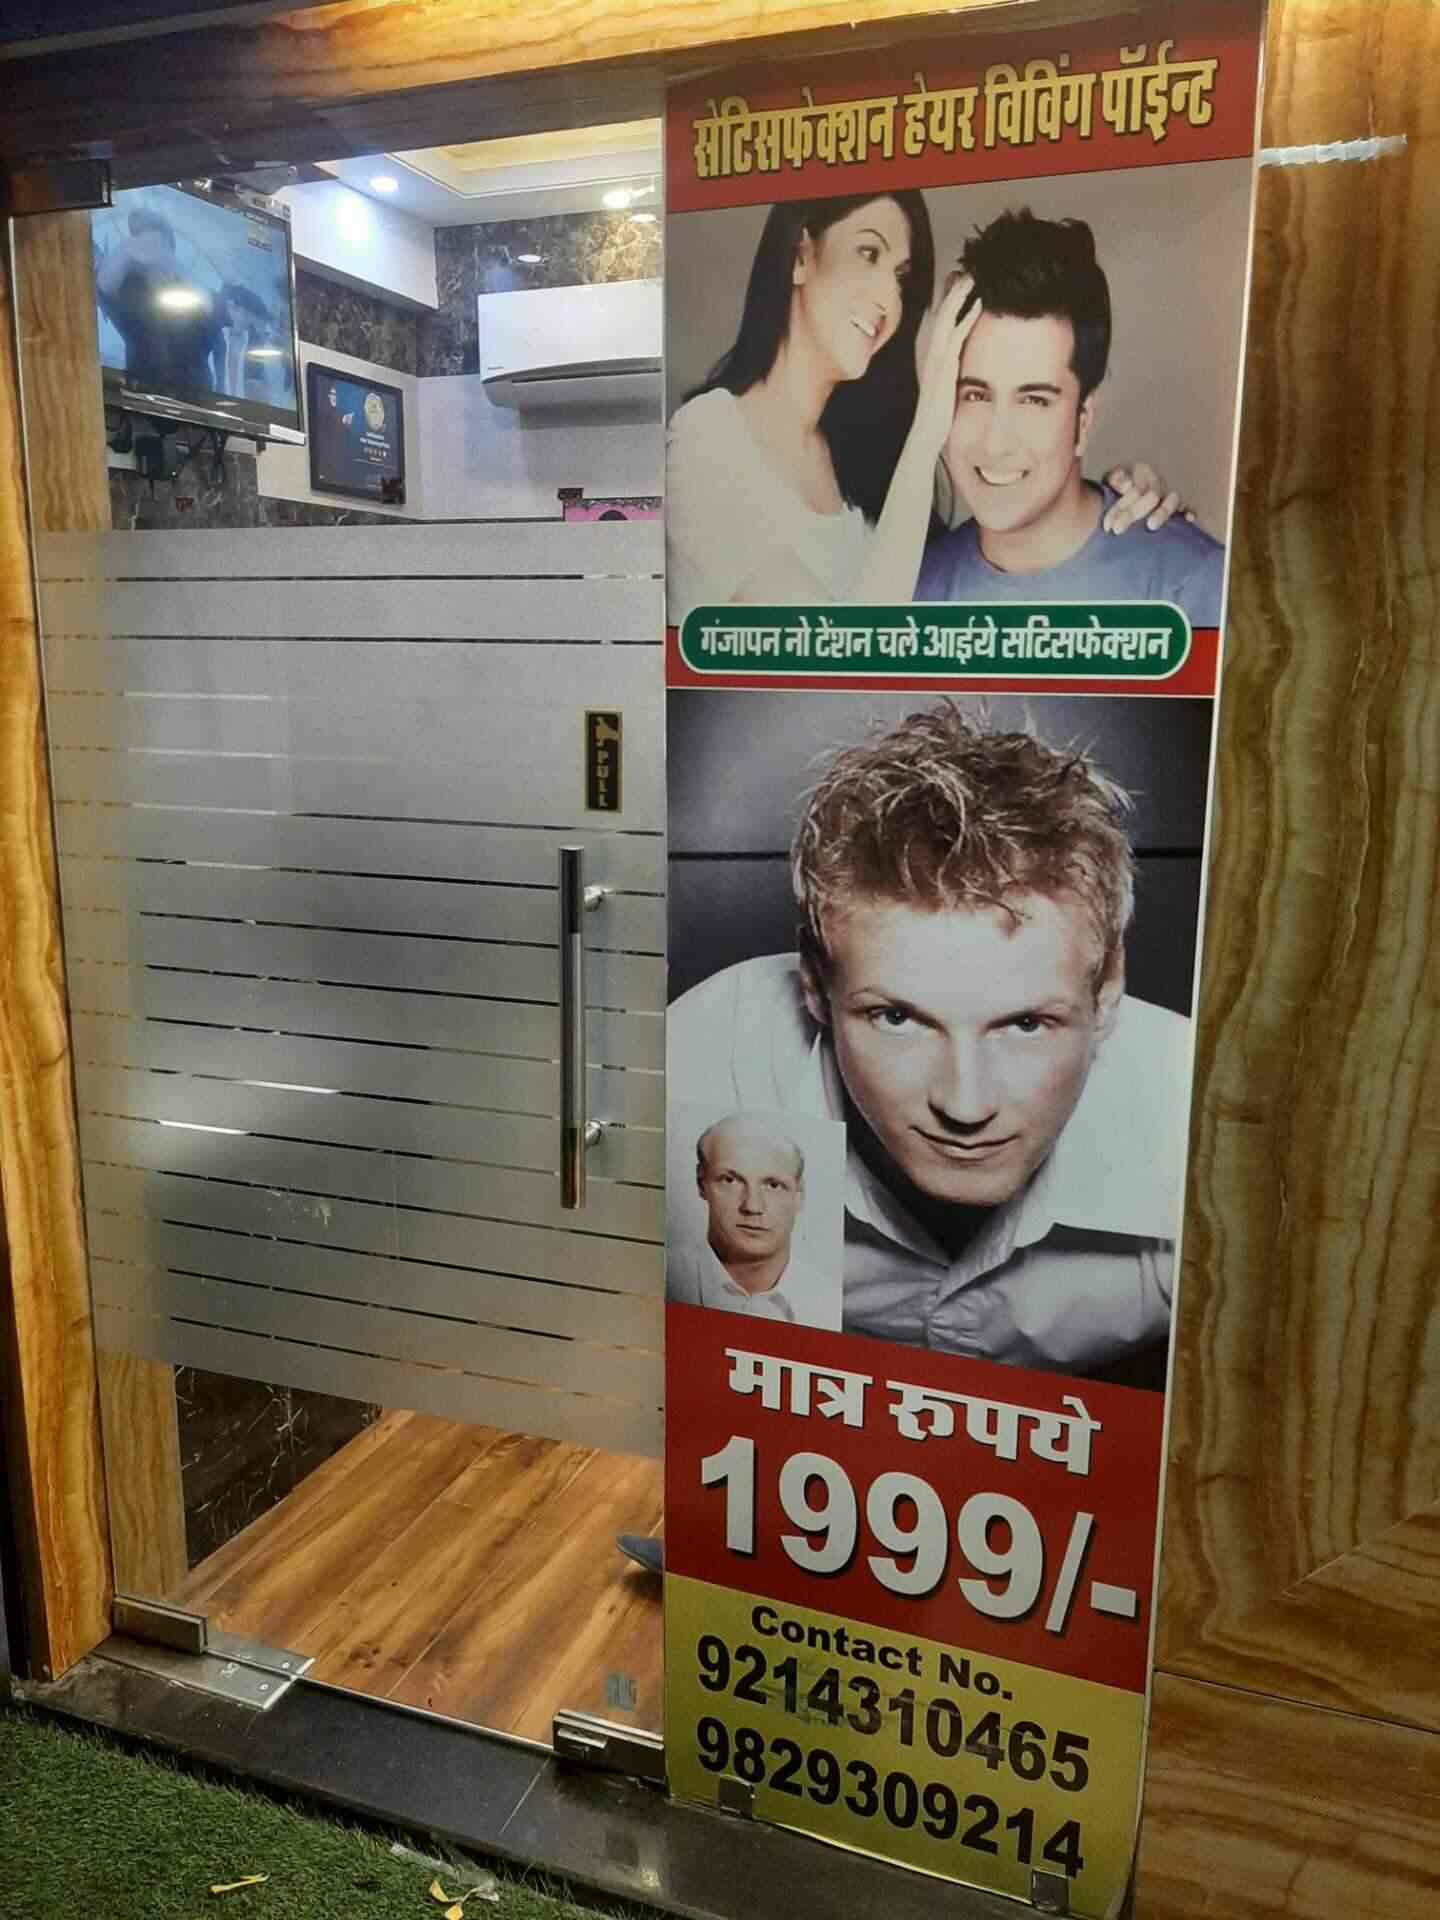 सेटिसफेक्शन हेयर विविंग पॉईन्ट
गंजापन नो टेंशन चले आईये सटिसफेक्शन
PULL
मात्र रुपये
1999/-
Contact No.
9214310465
9829309214